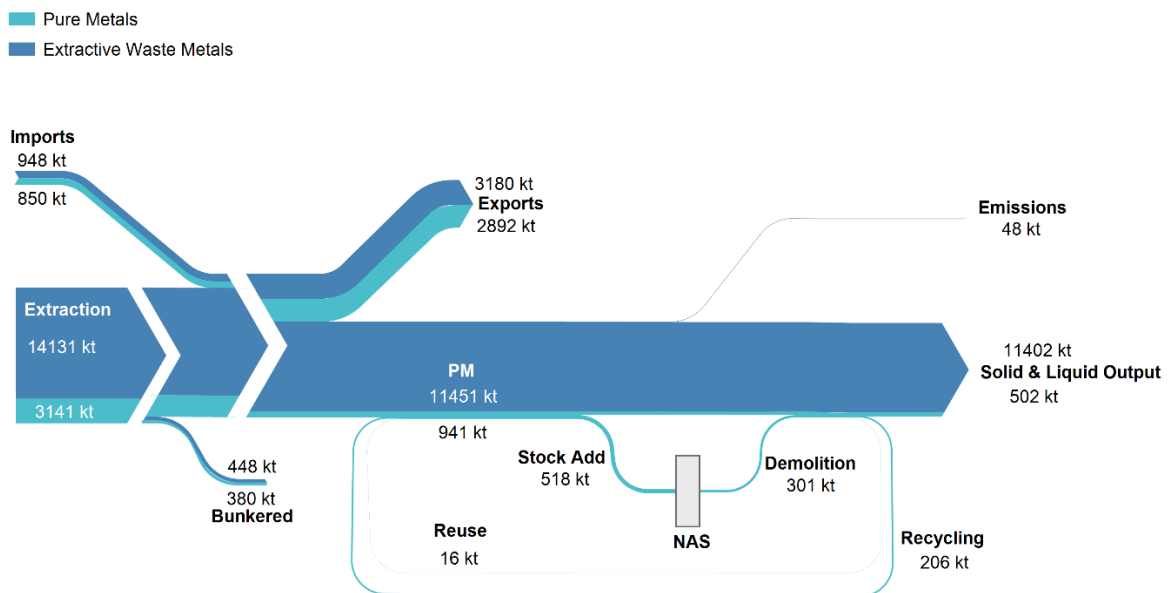 Pure Metals
Extractive Waste Metals
Imports
948 kt
850 kt
3180 kt
Exports
2892 kt
Emissions
48 kt
Extraction
14131 kt
3141 kt
PM
11451 kt
941 kt
11402 kt
Solid & Liquid Output
502 kt
448 kt
380 kt
Bunkered
Stock Add
518 kt
Demolition
301 kt
NAS
Reuse
16 kt
Recycling
206 kt